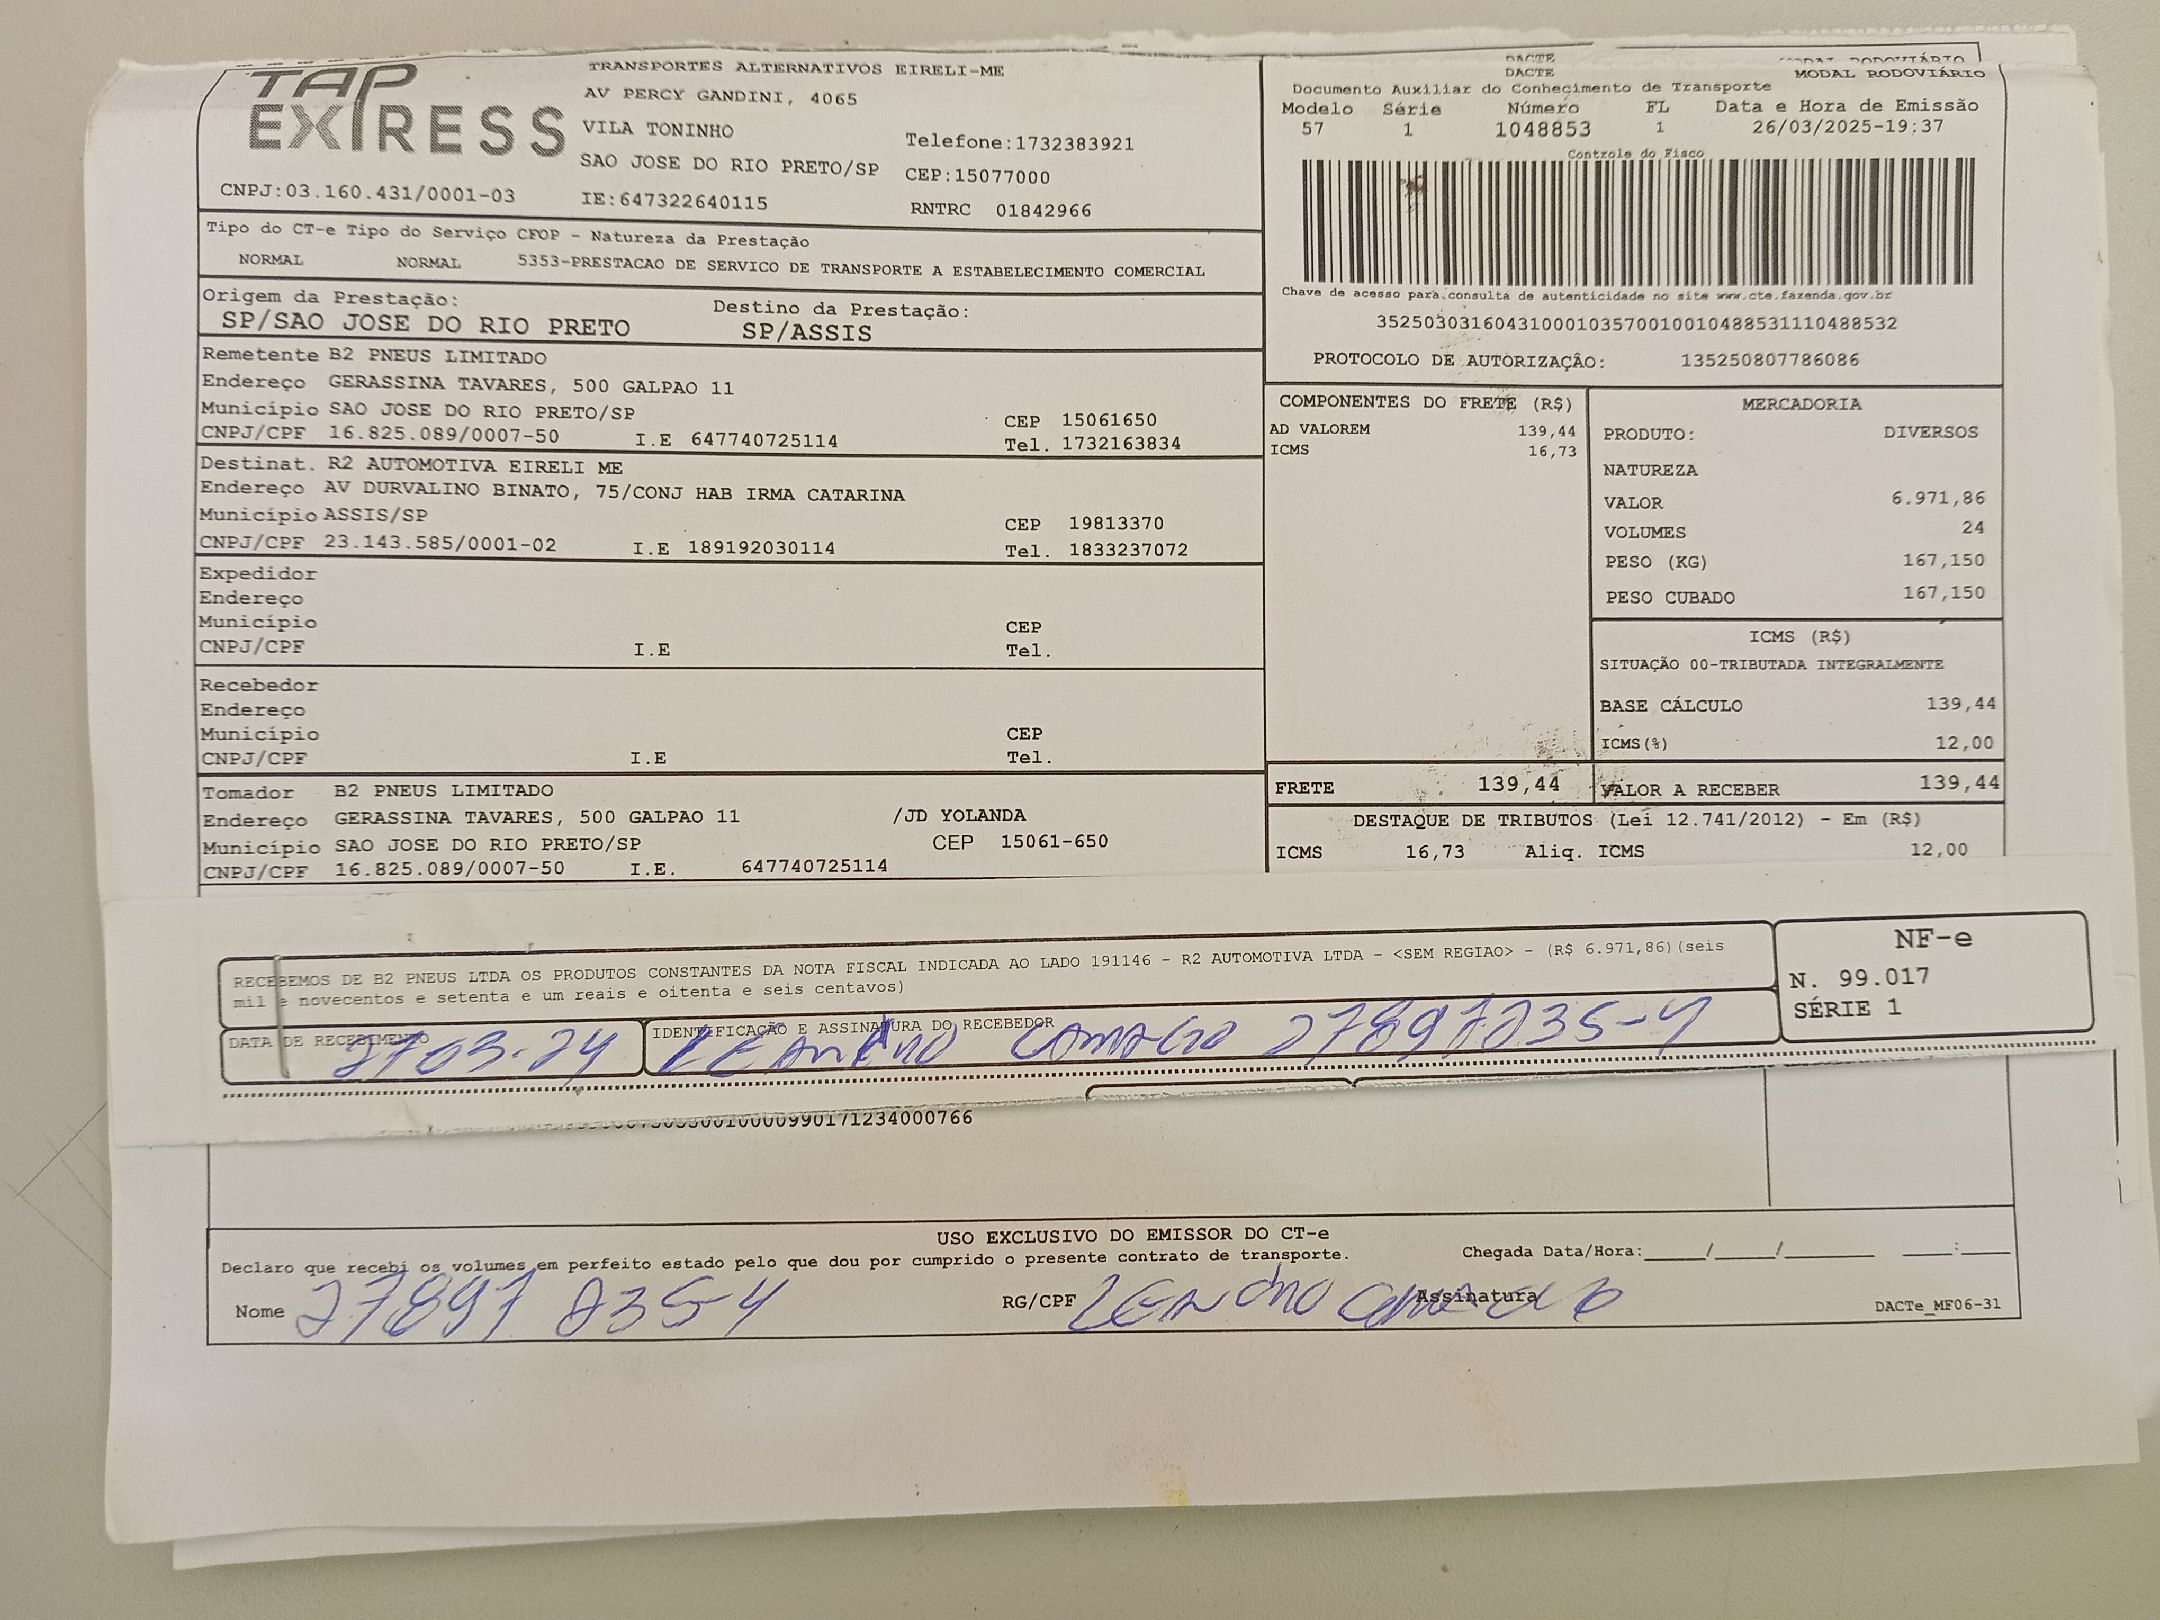 TAP EXPRESS
TRANSPORTES ALTERNATIVOS EIRELI-ME
AV PERCY GANDINI, 4065
VILA TONINHO
Telefone:1732383921
SAO JOSE DO RIO PRETO/SP CEP:15077000
CNPJ:03.160.431/0001-03 IE:647322640115 RNTRC 01842966
DACTE
DACTE MODAL RODOVIÁRIO
Documento Auxiliar do Conhecimento de Transporte
Modelo Série Número FL Data e Hora de Emissão
57 1 1048853 1 26/03/2025-19:37
Controle do Fisco
Chave de acesso para consulta de autenticidade no site www.cte.fazenda.gov.br
35250303160431000103570010010488531110488532
PROTOCOLO DE AUTORIZAÇÂO: 135250807786086
Tipo do CT-e Tipo do Serviço CFOP - Natureza da Prestação
NORMAL NORMAL 5353-PRESTACAO DE SERVICO DE TRANSPORTE A ESTABELECIMENTO COMERCIAL
Origem da Prestação: Destino da Prestação:
SP/SAO JOSE DO RIO PRETO SP/ASSIS
Remetente B2 PNEUS LIMITADO
Endereço GERASSINA TAVARES, 500 GALPAO 11
Município SAO JOSE DO RIO PRETO/SP CEP 15061650
CNPJ/CPF 16.825.089/0007-50 I.E 647740725114 Tel. 1732163834
Destinat. R2 AUTOMOTIVA EIRELI ME
Endereço AV DURVALINO BINATO, 75/CONJ HAB IRMA CATARINA
Município ASSIS/SP CEP 19813370
CNPJ/CPF 23.143.585/0001-02 I.E 189192030114 Tel. 1833237072
Expedidor
Endereço
Município CEP
CNPJ/CPF I.E Tel.
Recebedor
Endereço
Município CEP
CNPJ/CPF I.E Tel.
Tomador B2 PNEUS LIMITADO
Endereço GERASSINA TAVARES, 500 GALPAO 11 /JD YOLANDA
Município SAO JOSE DO RIO PRETO/SP CEP 15061-650
CNPJ/CPF 16.825.089/0007-50 I.E. 647740725114
COMPONENTES DO FRETE (R$)
AD VALOREM 139,44
ICMS 16,73
MERCADORIA
PRODUTO: DIVERSOS
NATUREZA
VALOR 6.971,86
VOLUMES 24
PESO (KG) 167,150
PESO CUBADO 167,150
ICMS (R$)
SITUAÇÃO 00-TRIBUTADA INTEGRALMENTE
BASE CÁLCULO 139,44
ICMS(%) 12,00
FRETE 139,44 VALOR A RECEBER 139,44
DESTAQUE DE TRIBUTOS (Lei 12.741/2012) - Em (R$)
ICMS 16,73 Aliq. ICMS 12,00
RECEBEMOS DE B2 PNEUS LTDA OS PRODUTOS CONSTANTES DA NOTA FISCAL INDICADA AO LADO 191146 - R2 AUTOMOTIVA LTDA - <SEM REGIAO> - (R$ 6.971,86)(seis
mil e novecentos e setenta e um reais e oitenta e seis centavos)
NF-e
N. 99.017
SÉRIE 1
DATA DE RECEBIMENTO IDENTIFICAÇÃO E ASSINATURA DO RECEBEDOR
2703-24 LEANdro Camacho 27897235-4
0990171234000766
USO EXCLUSIVO DO EMISSOR DO CT-e
Declaro que recebi os volumes em perfeito estado pelo que dou por cumprido o presente contrato de transporte. Chegada Data/Hora:____/____/______ ___:___
Nome 27897 2354 RG/CPF LEANdro Camacho Assinatura DACTe_MF06-31